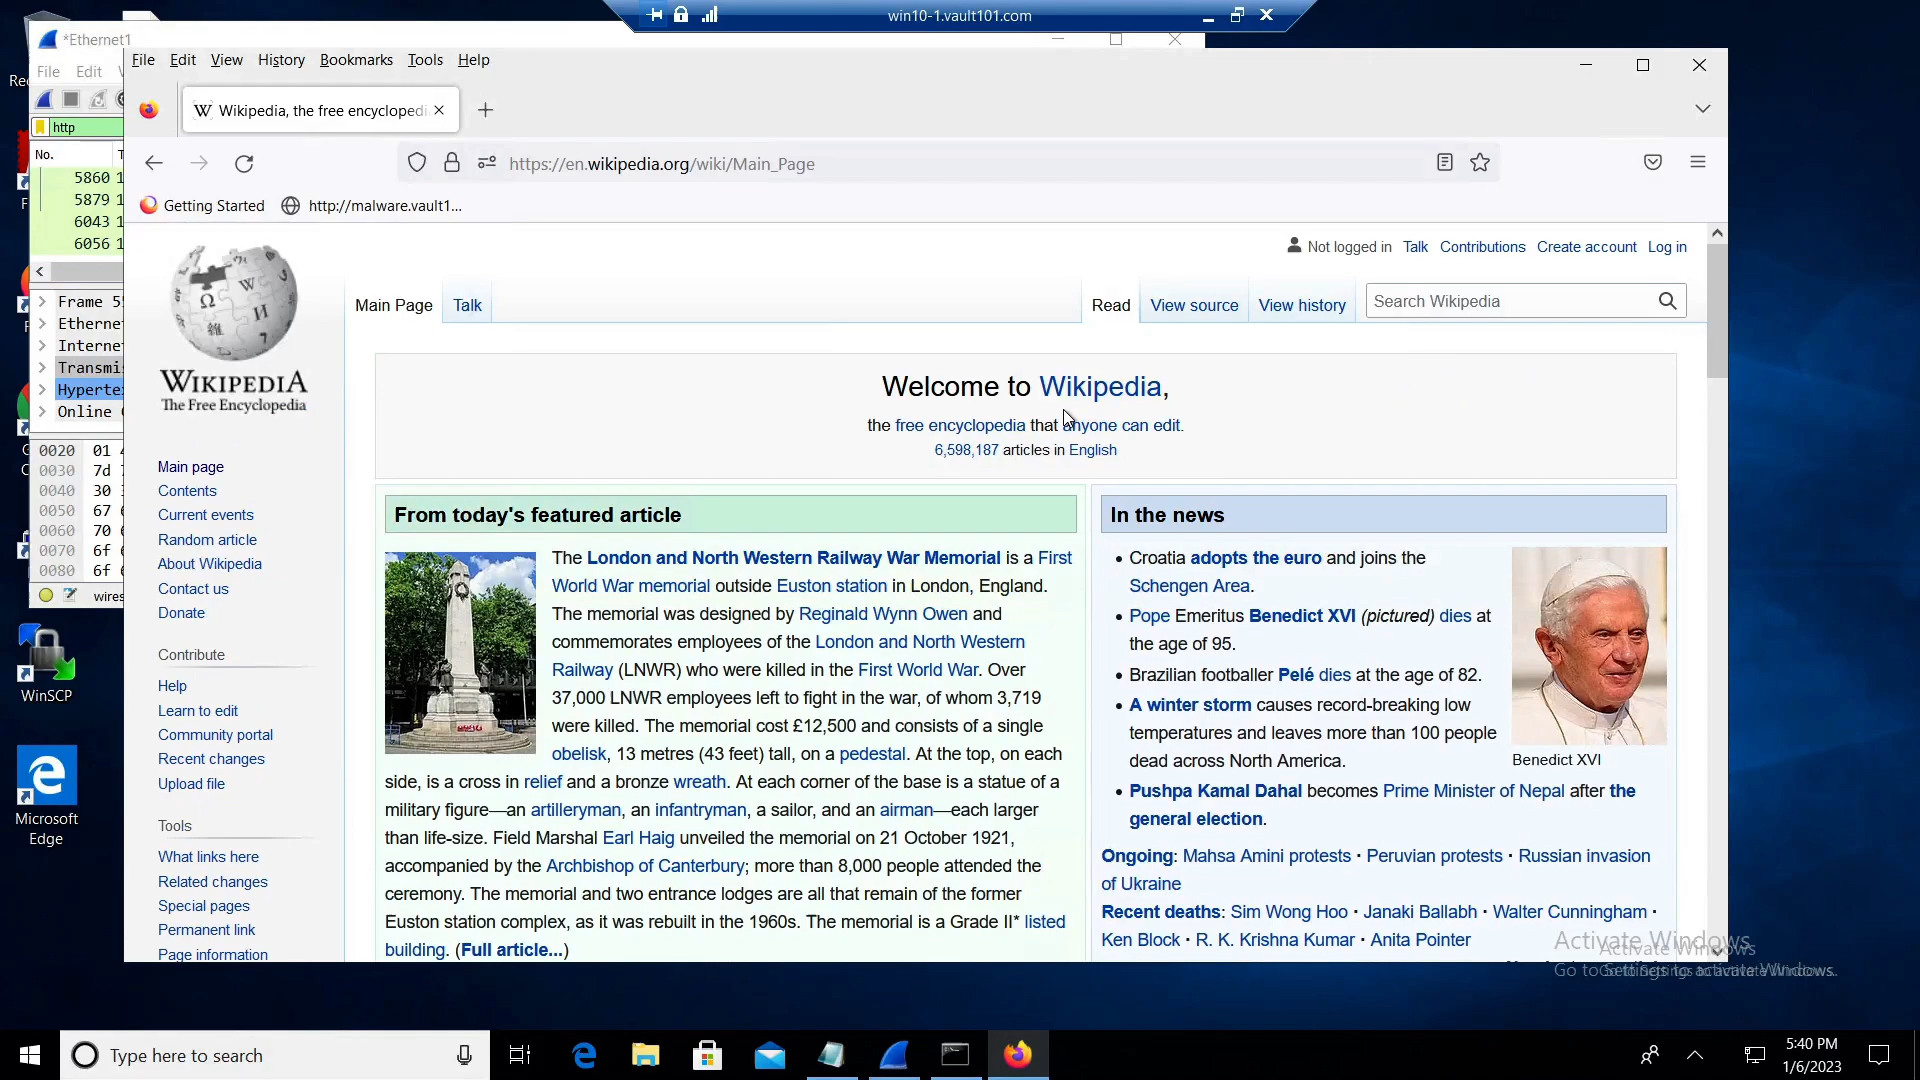 win10-1.vault101.com
*Ethernet1
File Edit
http
No.
5860 1
5879 1
6043 1
6056 1
Frame 5
Ethernet
Internet
Transmis
Hypertex
Online
0020 01
0030 7d
0040 30
0050 67
0060 70
0070 6f
0080 6f
wires
File Edit View History Bookmarks Tools Help
W Wikipedia, the free encyclopedi
https://en.wikipedia.org/wiki/Main_Page
Getting Started http://malware.vault1...
WIKIPEDIA
The Free Encyclopedia
Main page
Contents
Current events
Random article
About Wikipedia
Contact us
Donate
Contribute
Help
Learn to edit
Community portal
Recent changes
Upload file
Tools
What links here
Related changes
Special pages
Permanent link
Page information
Not logged in Talk Contributions Create account Log in
Main Page Talk Read View source View history Search Wikipedia
Welcome to Wikipedia,
the free encyclopedia that anyone can edit.
6,598,187 articles in English
From today's featured article
The London and North Western Railway War Memorial is a First
World War memorial outside Euston station in London, England.
The memorial was designed by Reginald Wynn Owen and
commemorates employees of the London and North Western
Railway (LNWR) who were killed in the First World War. Over
37,000 LNWR employees left to fight in the war, of whom 3,719
were killed. The memorial cost £12,500 and consists of a single
obelisk, 13 metres (43 feet) tall, on a pedestal. At the top, on each
side, is a cross in relief and a bronze wreath. At each corner of the base is a statue of a
military figure—an artilleryman, an infantryman, a sailor, and an airman—each larger
than life-size. Field Marshal Earl Haig unveiled the memorial on 21 October 1921,
accompanied by the Archbishop of Canterbury; more than 8,000 people attended the
ceremony. The memorial and two entrance lodges are all that remain of the former
Euston station complex, as it was rebuilt in the 1960s. The memorial is a Grade II* listed
building. (Full article...)
In the news
• Croatia adopts the euro and joins the
Schengen Area.
• Pope Emeritus Benedict XVI (pictured) dies at
the age of 95.
• Brazilian footballer Pelé dies at the age of 82.
• A winter storm causes record-breaking low
temperatures and leaves more than 100 people
dead across North America.
• Pushpa Kamal Dahal becomes Prime Minister of Nepal after the
general election.
Benedict XVI
Ongoing: Mahsa Amini protests · Peruvian protests · Russian invasion
of Ukraine
Recent deaths: Sim Wong Hoo · Janaki Ballabh · Walter Cunningham ·
Ken Block · R. K. Krishna Kumar · Anita Pointer
Activate Windows
Go to Settings to activate Windows.
WinSCP
Microsoft
Edge
Type here to search
5:40 PM
1/6/2023